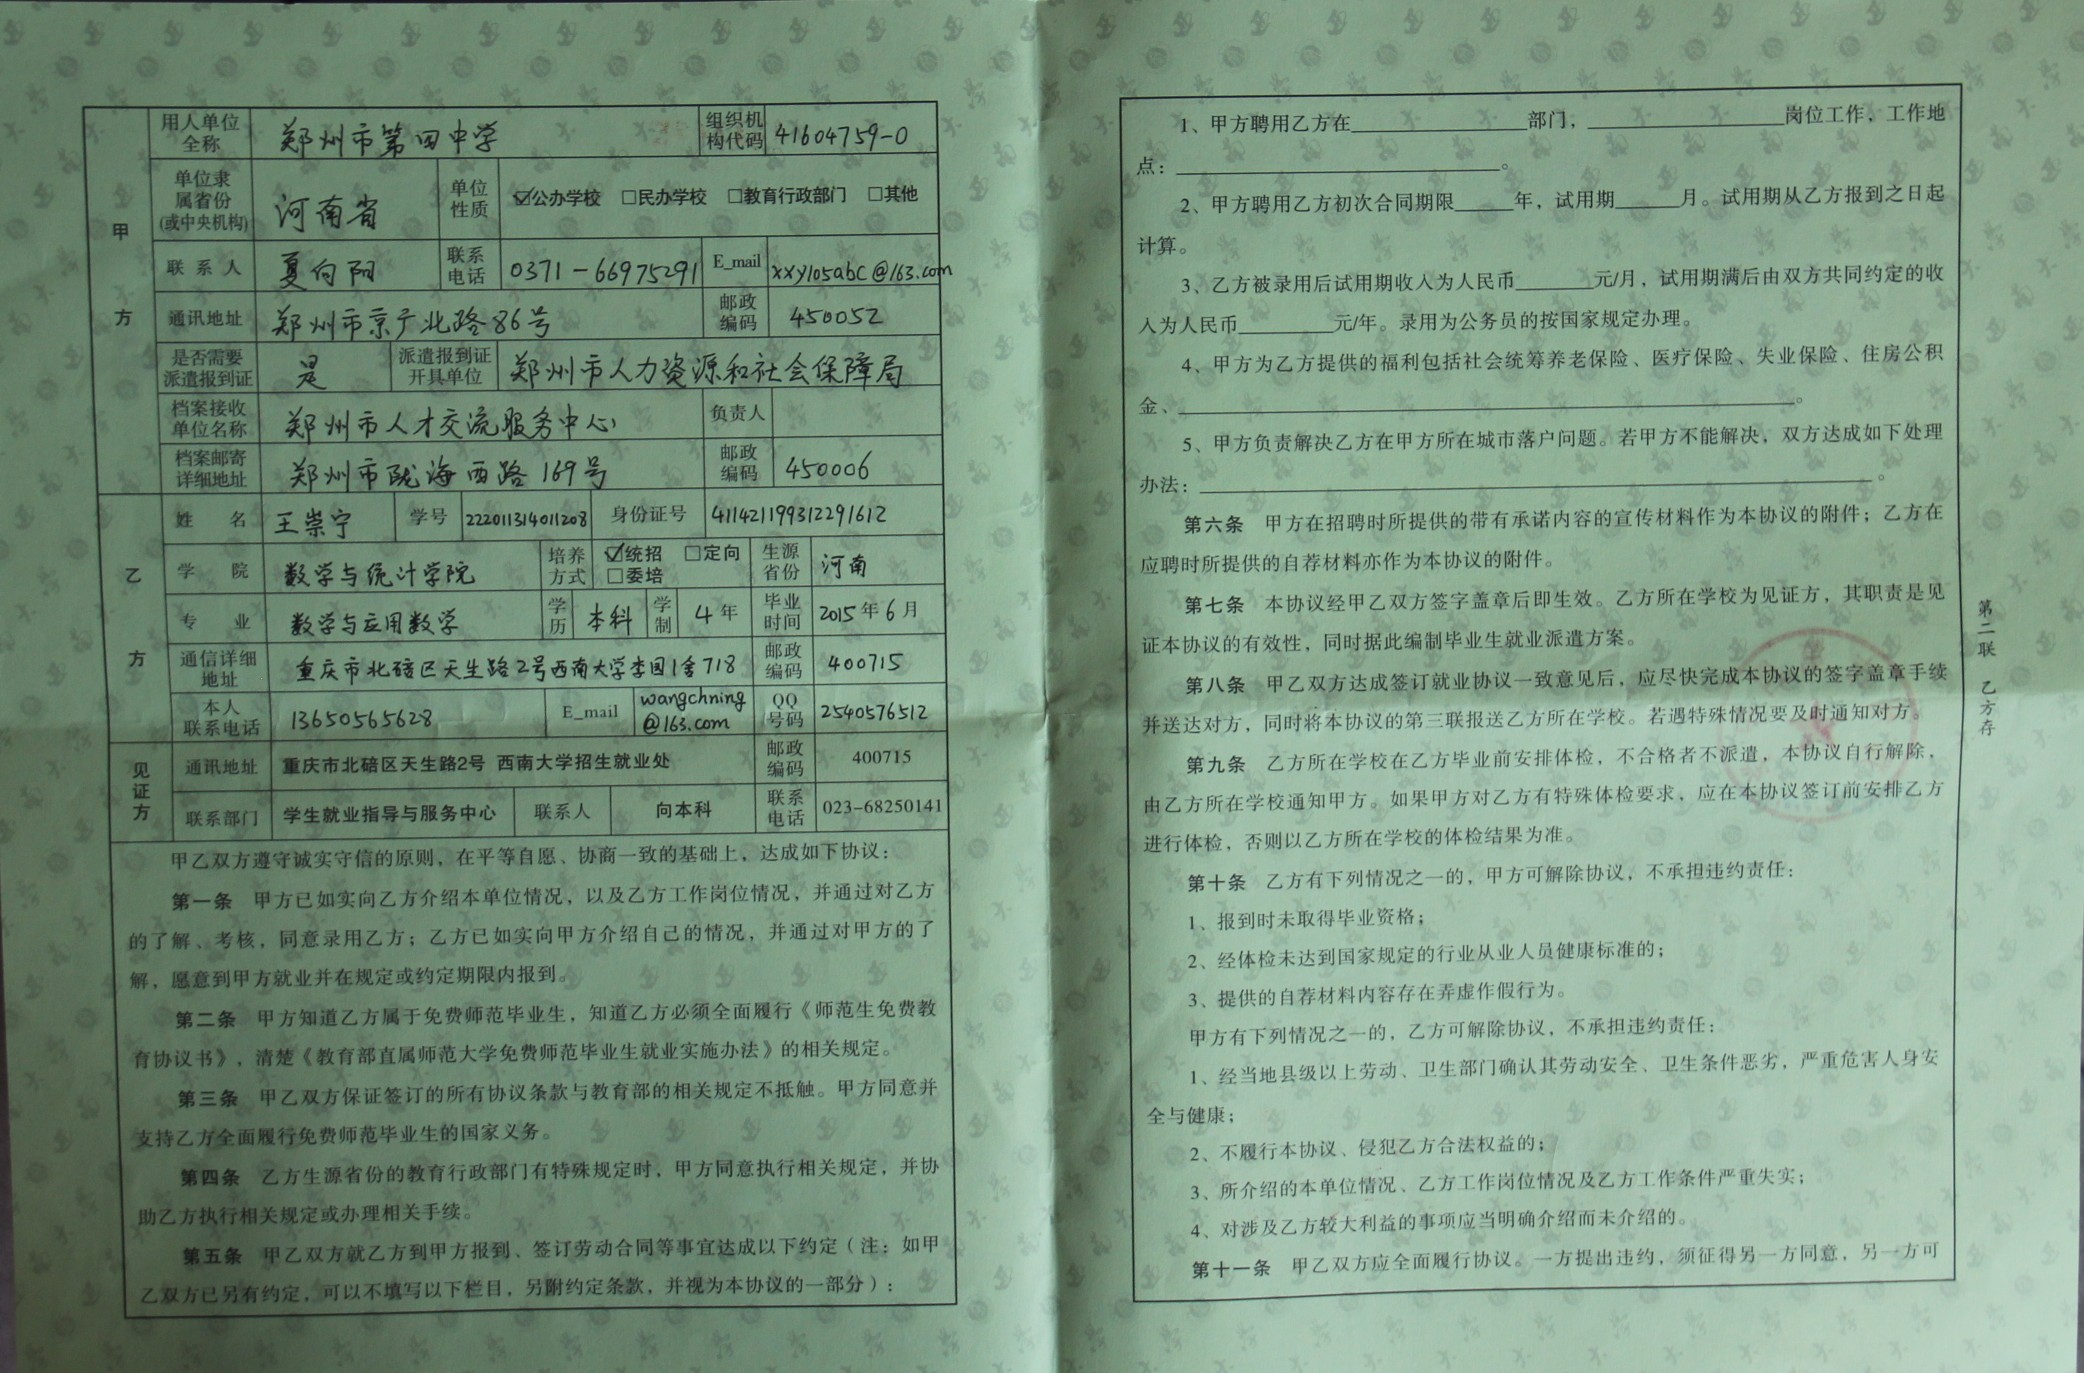 甲方
用人单位全称 郑州市第四中学 组织机构代码 41604759-0
单位隶属省份(或中央机构) 河南省 单位性质 ☑公办学校 □民办学校 □教育行政部门 □其他
联系人 夏向阳 联系电话 0371-66975291 E_mail xxy105abc@163.com
通讯地址 郑州市京广北路86号 邮政编码 450052
是否需要派遣报到证 是 派遣报到证开具单位 郑州市人力资源和社会保障局
档案接收单位名称 郑州市人才交流服务中心 负责人
档案邮寄详细地址 郑州市陇海西路169号 邮政编码 450006
乙方
姓名 王崇宁 学号 222011314011208 身份证号 411421199312291612
学院 数学与统计学院 培养方式 ☑统招 □定向 □委培 生源省份 河南
专业 数学与应用数学 学历 本科 学制 4年 毕业时间 2015年6月
通信详细地址 重庆市北碚区天生路2号西南大学李园1舍718 邮政编码 400715
本人联系电话 13650565628 E_mail wangchning@163.com QQ号码 2540576512
见证方
通讯地址 重庆市北碚区天生路2号 西南大学招生就业处 邮政编码 400715
联系部门 学生就业指导与服务中心 联系人 向本科 联系电话 023-68250141
甲乙双方遵守诚实守信的原则，在平等自愿、协商一致的基础上，达成如下协议：
第一条 甲方已如实向乙方介绍本单位情况，以及乙方工作岗位情况，并通过对乙方
的了解、考核，同意录用乙方；乙方已如实向甲方介绍自己的情况，并通过对甲方的了
解，愿意到甲方就业并在规定或约定期限内报到。
第二条 甲方知道乙方属于免费师范毕业生，知道乙方必须全面履行《师范生免费教
育协议书》，清楚《教育部直属师范大学免费师范毕业生就业实施办法》的相关规定。
第三条 甲乙双方保证签订的所有协议条款与教育部的相关规定不抵触。甲方同意并
支持乙方全面履行免费师范毕业生的国家义务。
第四条 乙方生源省份的教育行政部门有特殊规定时，甲方同意执行相关规定，并协
助乙方执行相关规定或办理相关手续。
第五条 甲乙双方就乙方到甲方报到、签订劳动合同等事宜达成以下约定（注：如甲
乙双方已另有约定，可以不填写以下栏目，另附约定条款，并视为本协议的一部分）：
1、甲方聘用乙方在______部门，______岗位工作，工作地
点：______。
2、甲方聘用乙方初次合同期限______年，试用期______月。试用期从乙方报到之日起
计算。
3、乙方被录用后试用期收入为人民币______元/月，试用期满后由双方共同约定的收
入为人民币______元/年。录用为公务员的按国家规定办理。
4、甲方为乙方提供的福利包括社会统筹养老保险、医疗保险、失业保险、住房公积
金、______。
5、甲方负责解决乙方在甲方所在城市落户问题。若甲方不能解决，双方达成如下处理
办法：______。
第六条 甲方在招聘时所提供的带有承诺内容的宣传材料作为本协议的附件；乙方在
应聘时所提供的自荐材料亦作为本协议的附件。
第七条 本协议经甲乙双方签字盖章后即生效。乙方所在学校为见证方，其职责是见
证本协议的有效性，同时据此编制毕业生就业派遣方案。
第八条 甲乙双方达成签订就业协议一致意见后，应尽快完成本协议的签字盖章手续
并送达对方，同时将本协议的第三联报送乙方所在学校。若遇特殊情况要及时通知对方。
第九条 乙方所在学校在乙方毕业前安排体检，不合格者不派遣，本协议自行解除，
由乙方所在学校通知甲方。如果甲方对乙方有特殊体检要求，应在本协议签订前安排乙方
进行体检，否则以乙方所在学校的体检结果为准。
第十条 乙方有下列情况之一的，甲方可解除协议，不承担违约责任：
1、报到时未取得毕业资格；
2、经体检未达到国家规定的行业从业人员健康标准的；
3、提供的自荐材料内容存在弄虚作假行为。
甲方有下列情况之一的，乙方可解除协议，不承担违约责任：
1、经当地县级以上劳动、卫生部门确认其劳动安全、卫生条件恶劣，严重危害人身安
全与健康；
2、不履行本协议、侵犯乙方合法权益的；
3、所介绍的本单位情况、乙方工作岗位情况及乙方工作条件严重失实；
4、对涉及乙方较大利益的事项应当明确介绍而未介绍的。
第十一条 甲乙双方应全面履行协议。一方提出违约，须征得另一方同意，另一方可
第二联 乙方存